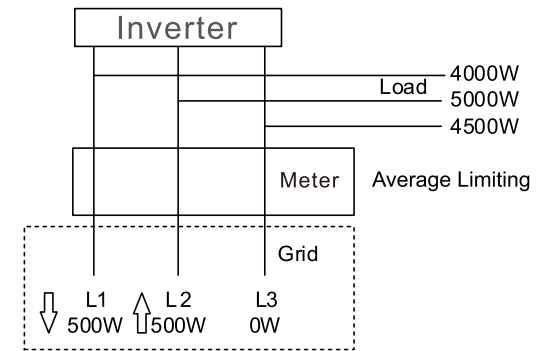 Inverter
4000W
Load
5000W
4500W
Meter
Average Limiting
Grid
L1 L2 L3
500W 500W 0W